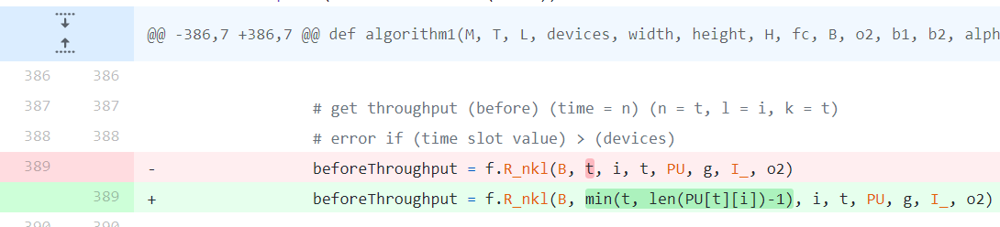 @@ -386,7 +386,7 @@ def algorithm1(M, T, L, devices, width, height, H, fc, B, o2, b1, b2, alph
386 386
387 387 # get throughput (before) (time = n) (n = t, l = i, k = t)
388 388 # error if (time slot value) > (devices)
389 - beforeThroughput = f.R_nkl(B, t, i, t, PU, g, I_, o2)
389 + beforeThroughput = f.R_nkl(B, min(t, len(PU[t][i])-1), i, t, PU, g, I_, o2)
390 390